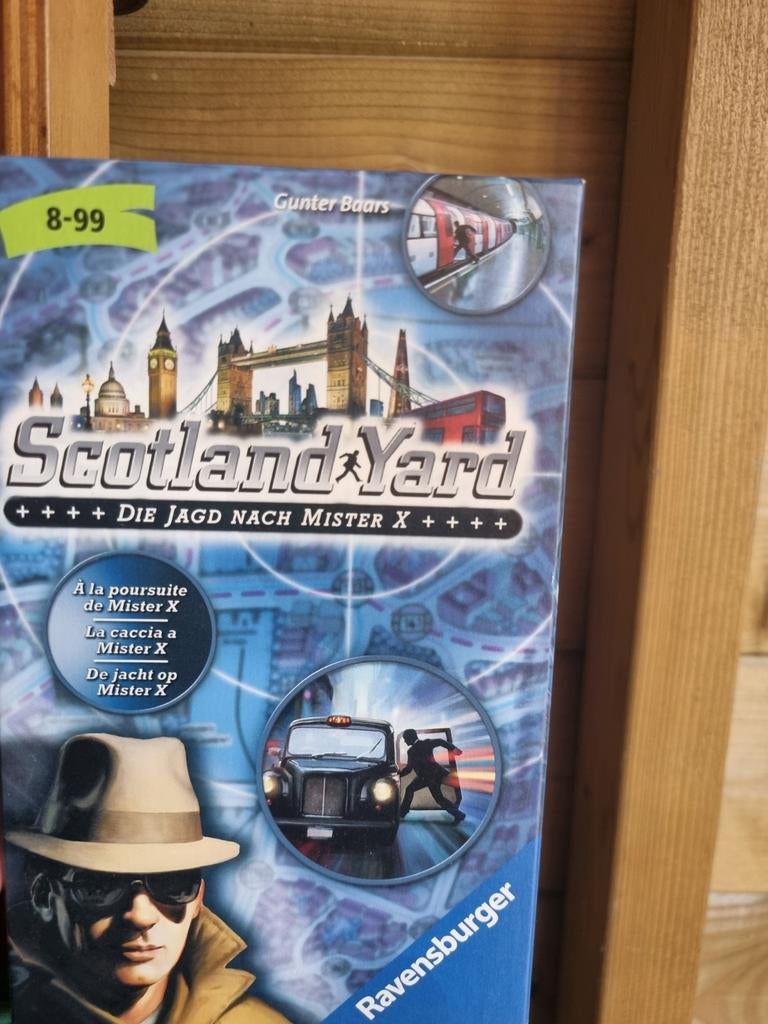 8-99
Gunter Baars
Scotland Yard
++++ DIE JAGD NACH MISTER X ++++
À la poursuite
de Mister X
La caccia a
Mister X
De jacht op
Mister X
Ravensburger